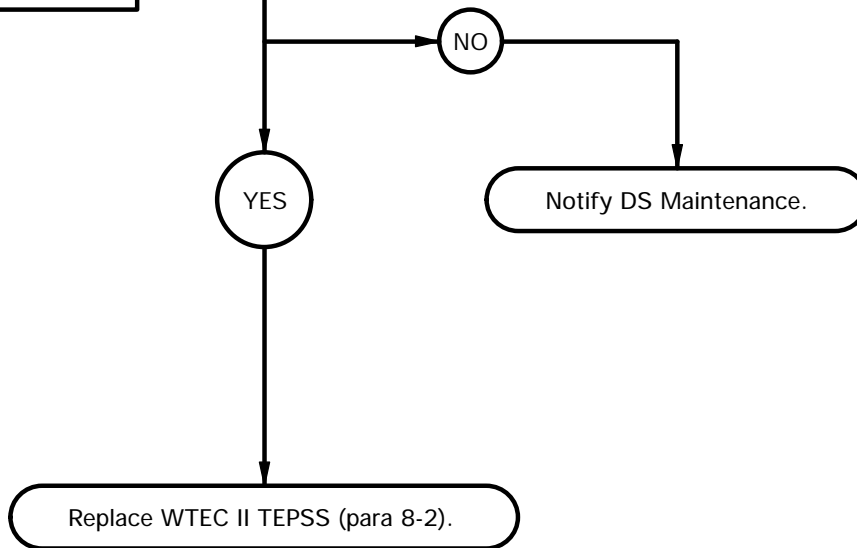 NO
YES
Notify DS Maintenance.
Replace WTEC II TEPSS (para 8-2).